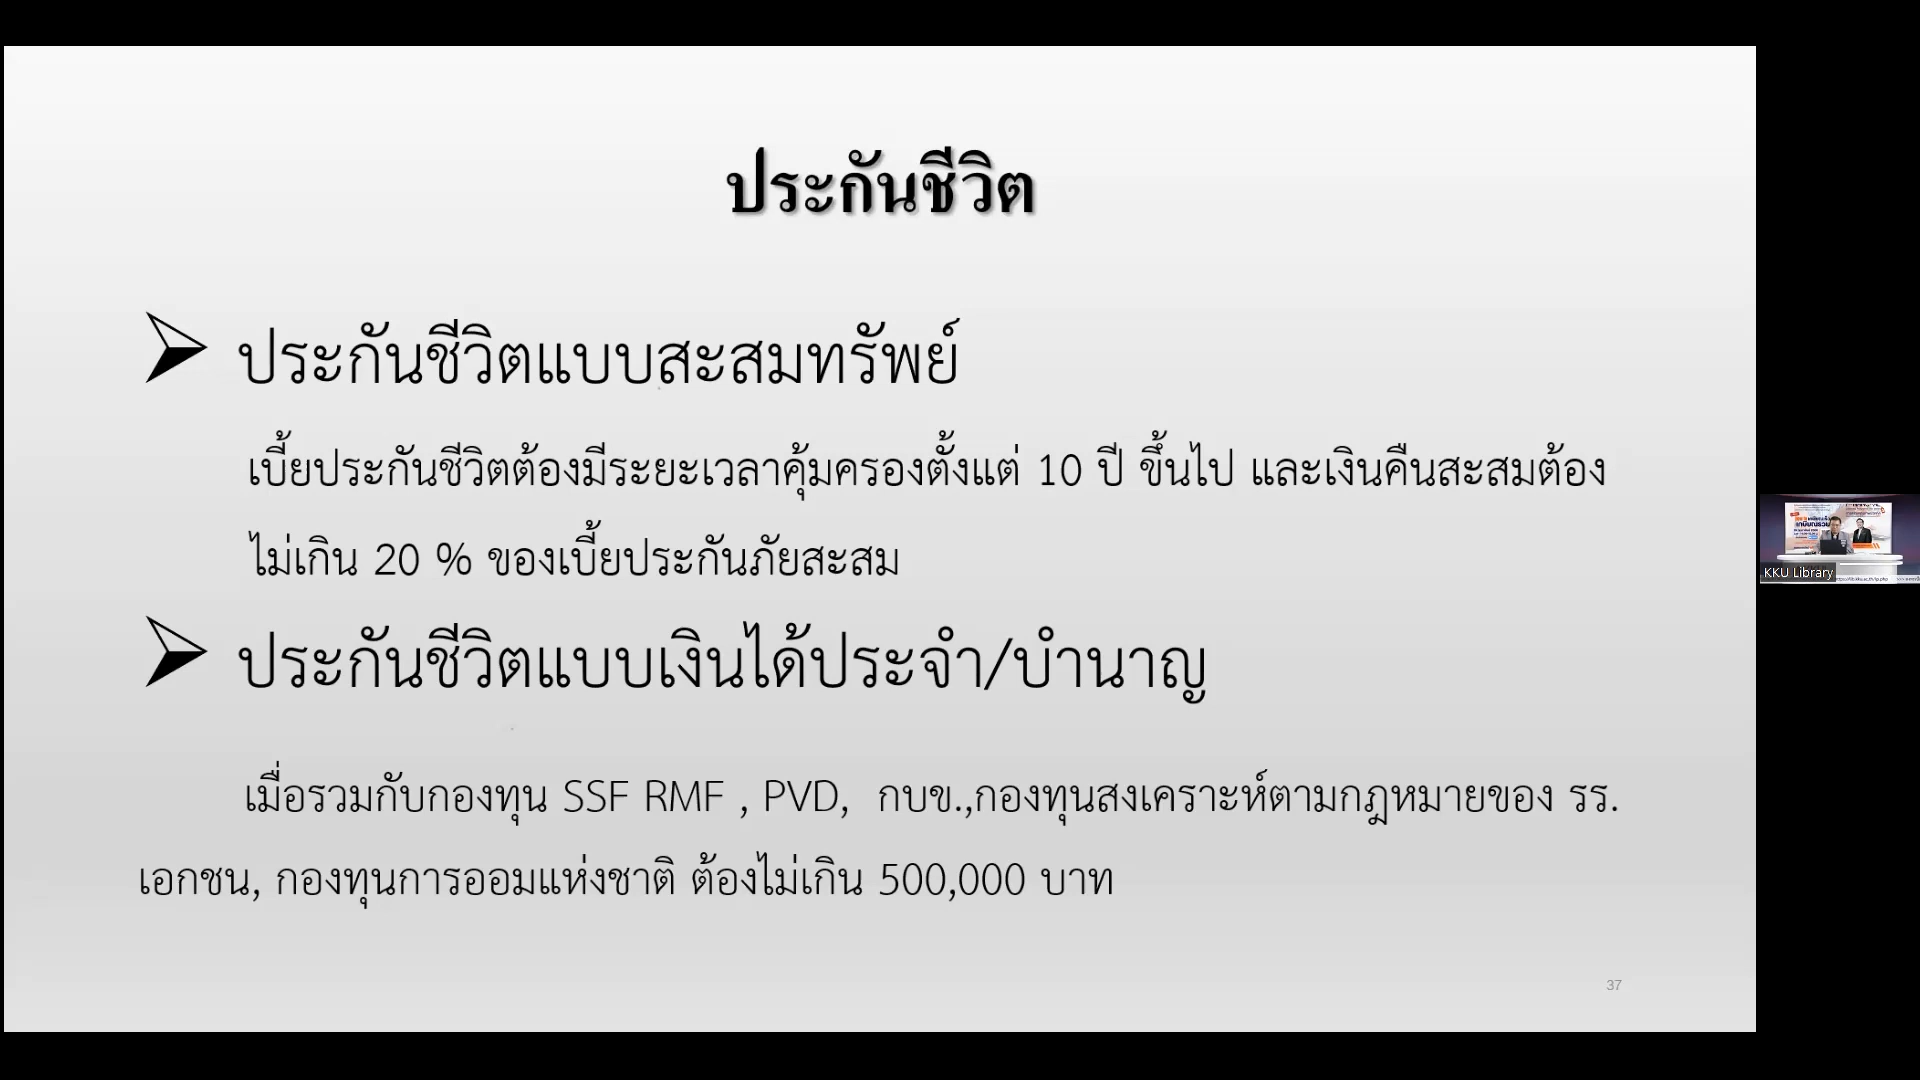 ประกันชีวิต
ประกันชีวิตแบบสะสมทรัพย์
เบี้ยประกันชีวิตต้องมีระยะเวลาคุ้มครองตั้งแต่ 10 ปี ขึ้นไป และเงินคืนสะสมต้อง
ไม่เกิน 20 % ของเบี้ยประกันภัยสะสม
ประกันชีวิตแบบเงินได้ประจำ/บำนาญ
เมื่อรวมกับกองทุน SSF RMF , PVD, กบข.,กองทุนสงเคราะห์ตามกฎหมายของ รร.
เอกชน, กองทุนการออมแห่งชาติ ต้องไม่เกิน 500,000 บาท
37
KKU Library